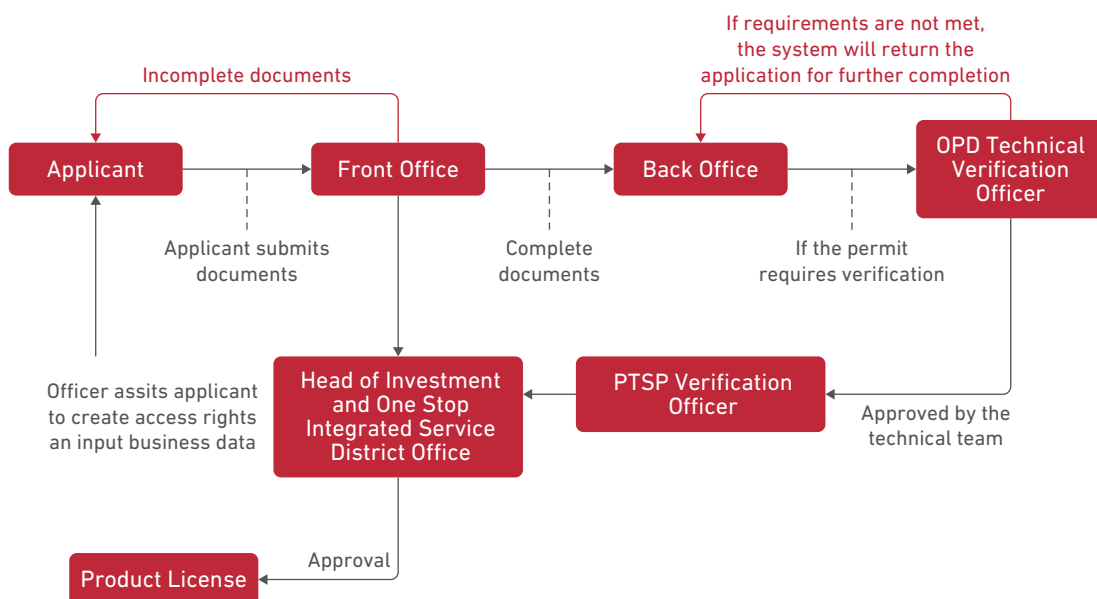 If requirements are not met,
the system will return the
application for further completion
Incomplete documents
Applicant
Front Office
Back Office
OPD Technical
Verification
Officer
Applicant submits
documents
Complete
documents
If the permit
requires verification
Officer assits applicant
to create access rights
an input business data
Head of Investment
and One Stop
Integrated Service
District Office
PTSP Verification
Officer
Approved by the
technical team
Approval
Product License